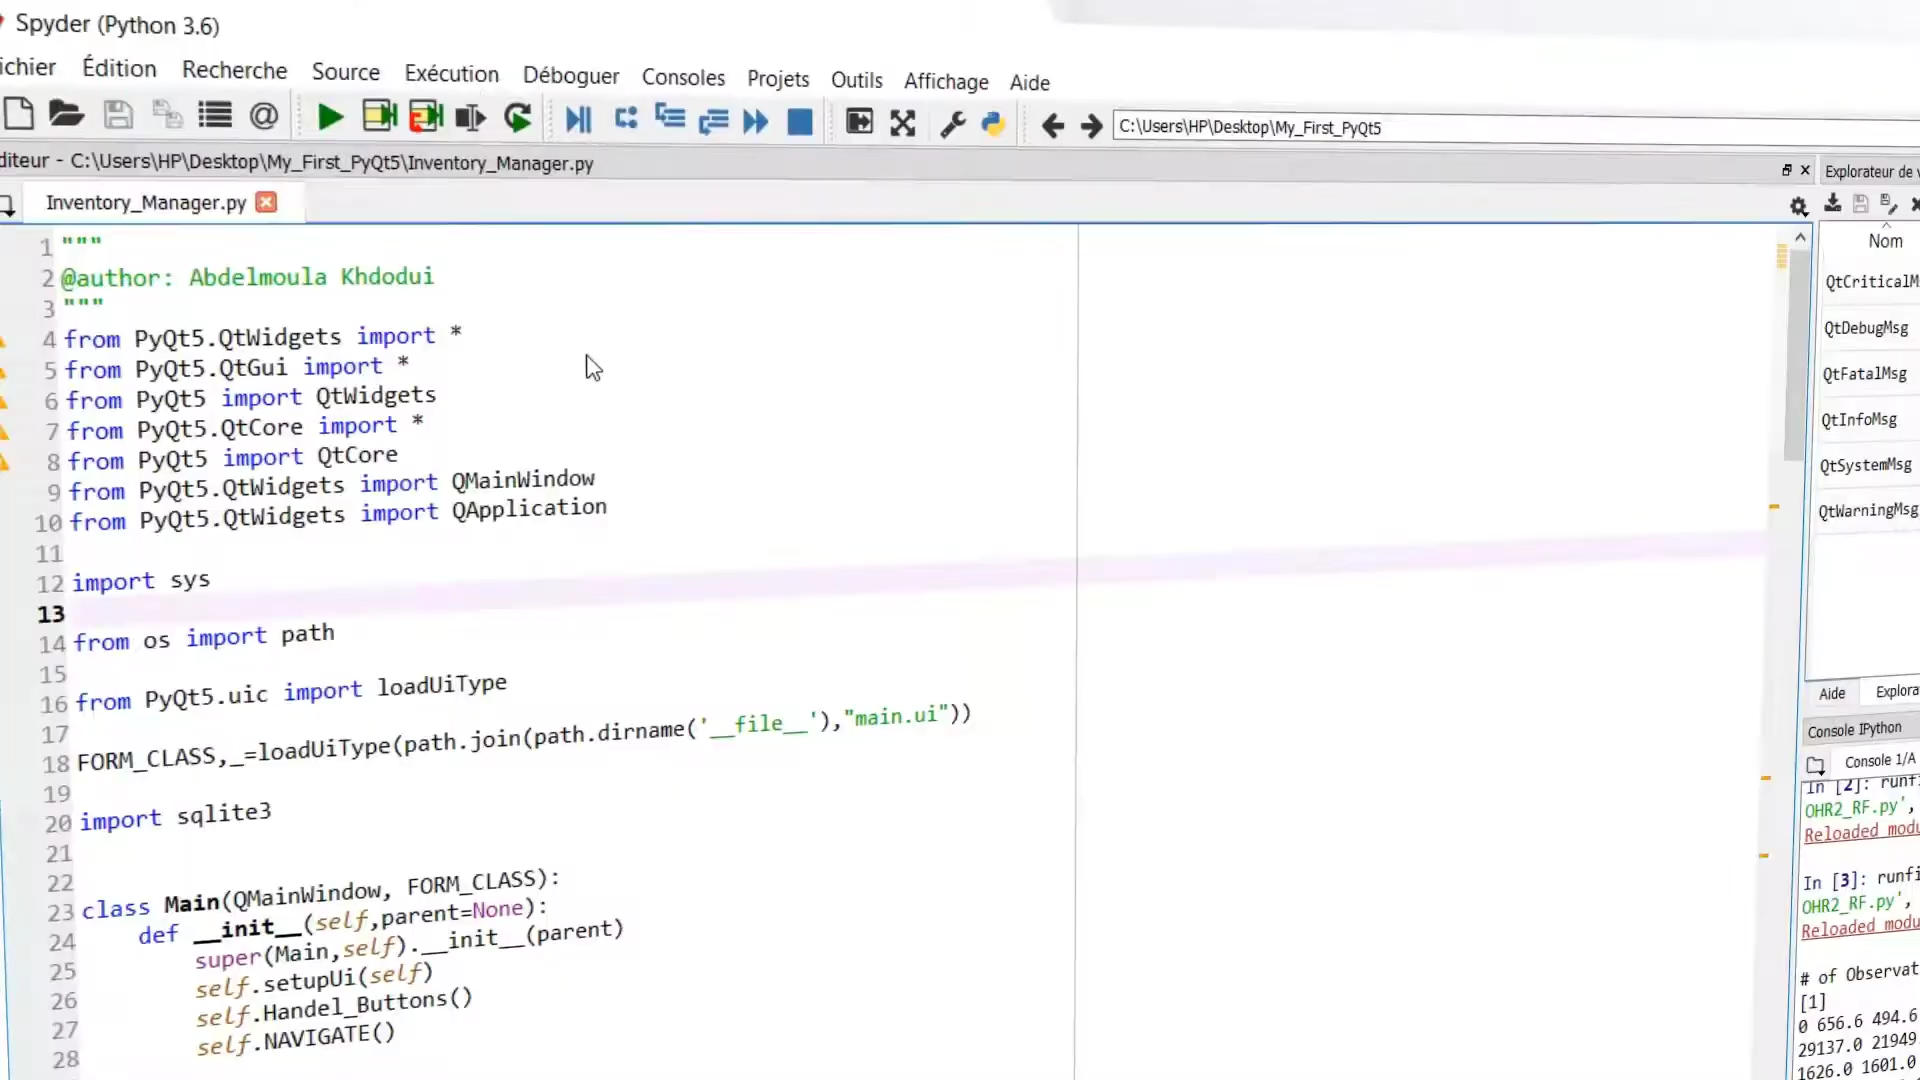 Spyder (Python 3.6)
ichier Édition Recherche Source Exécution Déboguer Consoles Projets Outils Affichage Aide
C:\Users\HP\Desktop\My_First_PyQt5
diteur - C:\Users\HP\Desktop\My_First_PyQt5\Inventory_Manager.py
Explorateur de v
Inventory_Manager.py
Nom
QtCriticalM
QtDebugMsg
QtFatalMsg
QtInfoMsg
QtSystemMsg
QtWarningMsg
1 """
2 @author: Abdelmoula Khdodui
3 """
4 from PyQt5.QtWidgets import *
5 from PyQt5.QtGui import *
6 from PyQt5 import QtWidgets
7 from PyQt5.QtCore import *
8 from PyQt5 import QtCore
9 from PyQt5.QtWidgets import QMainWindow
10 from PyQt5.QtWidgets import QApplication
11
12 import sys
13
14 from os import path
15
16 from PyQt5.uic import loadUiType
17
18 FORM_CLASS,_=loadUiType(path.join(path.dirname('__file__'),"main.ui"))
19
20 import sqlite3
21
22
23 class Main(QMainWindow, FORM_CLASS):
24 def __init__(self,parent=None):
25 super(Main,self).__init__(parent)
26 self.setupUi(self)
27 self.Handel_Buttons()
28 self.NAVIGATE()
Aide Explora
Console IPython
Console 1/A
In [2]: runf
OHR2_RF.py',
Reloaded modu
In [3]: runfi
OHR2_RF.py',
Reloaded modu
# of Observat
[1]
0 656.6 494.6
29137.0 21949
1626.0 1601.0